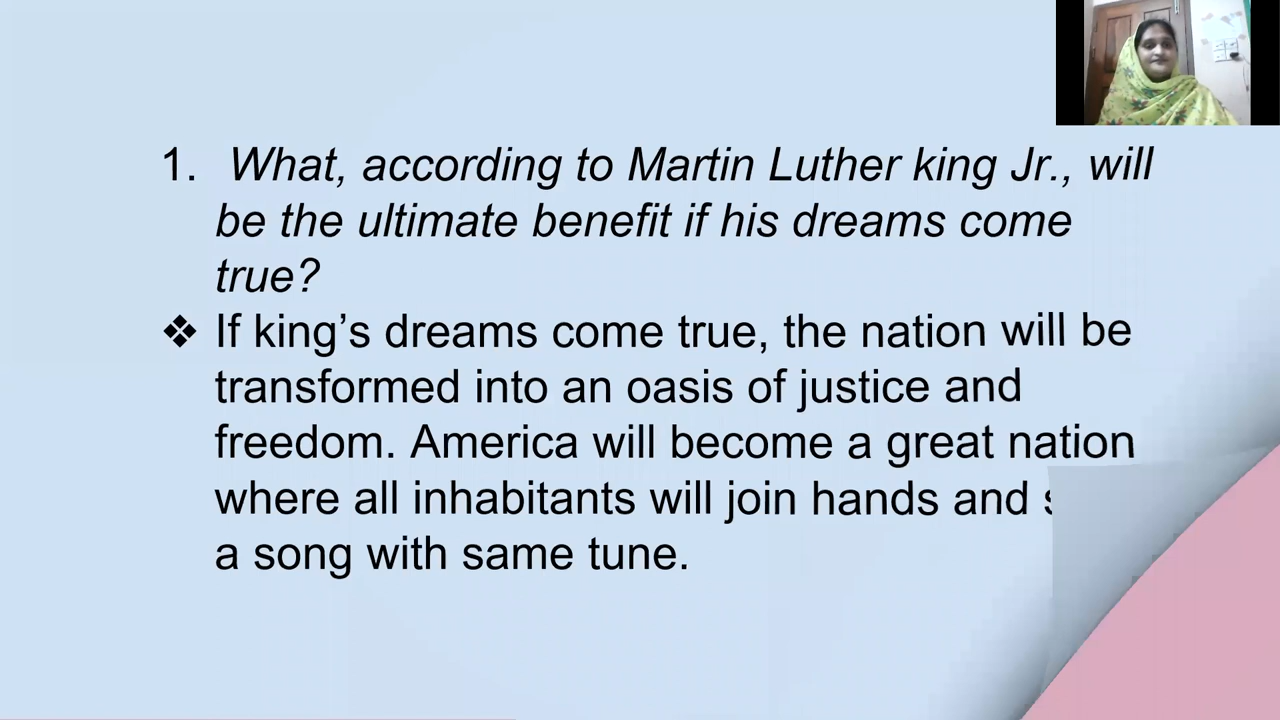 1. What, according to Martin Luther king Jr., will
be the ultimate benefit if his dreams come
true?
❖ If king’s dreams come true, the nation will be
transformed into an oasis of justice and
freedom. America will become a great nation
where all inhabitants will join hands and
a song with same tune.